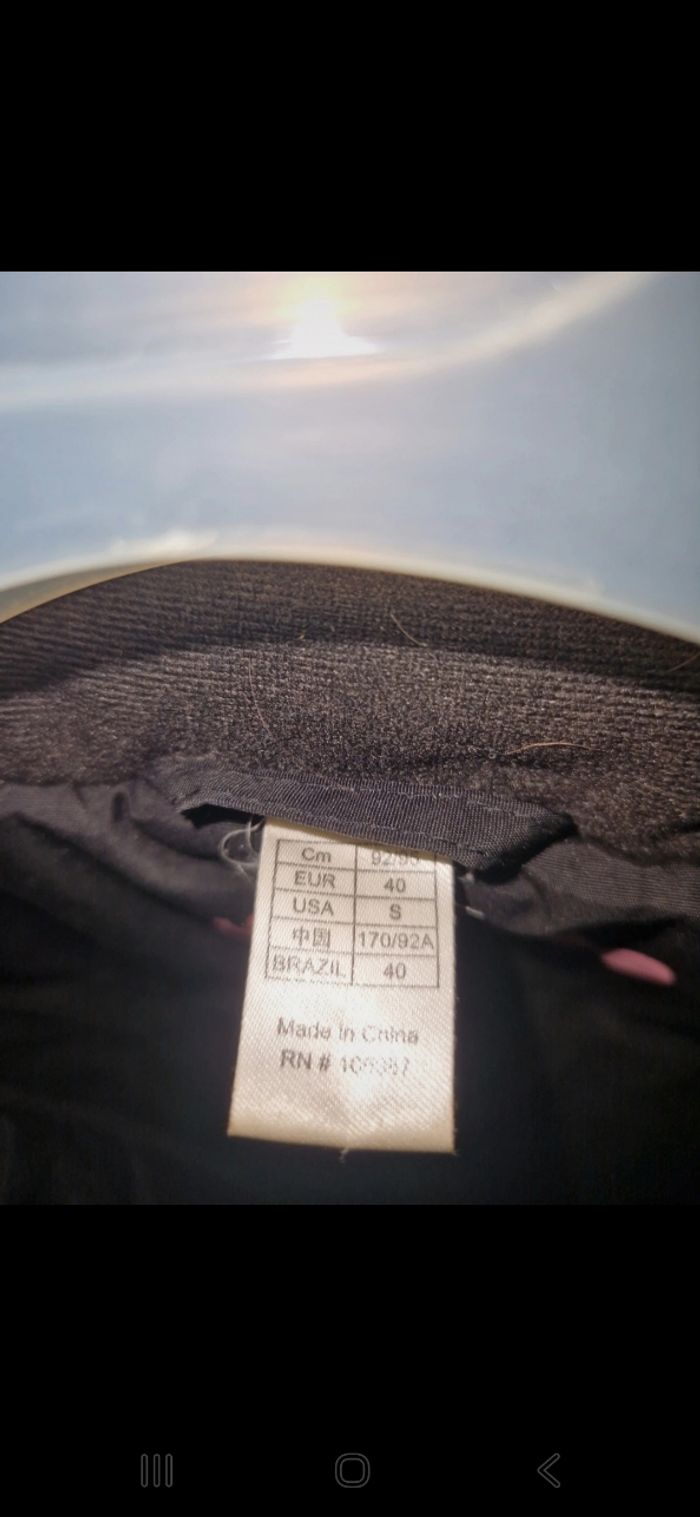 Cm
EUR 40
USA S
中国 170/92A
BRAZIL 40
Made in China
RN #